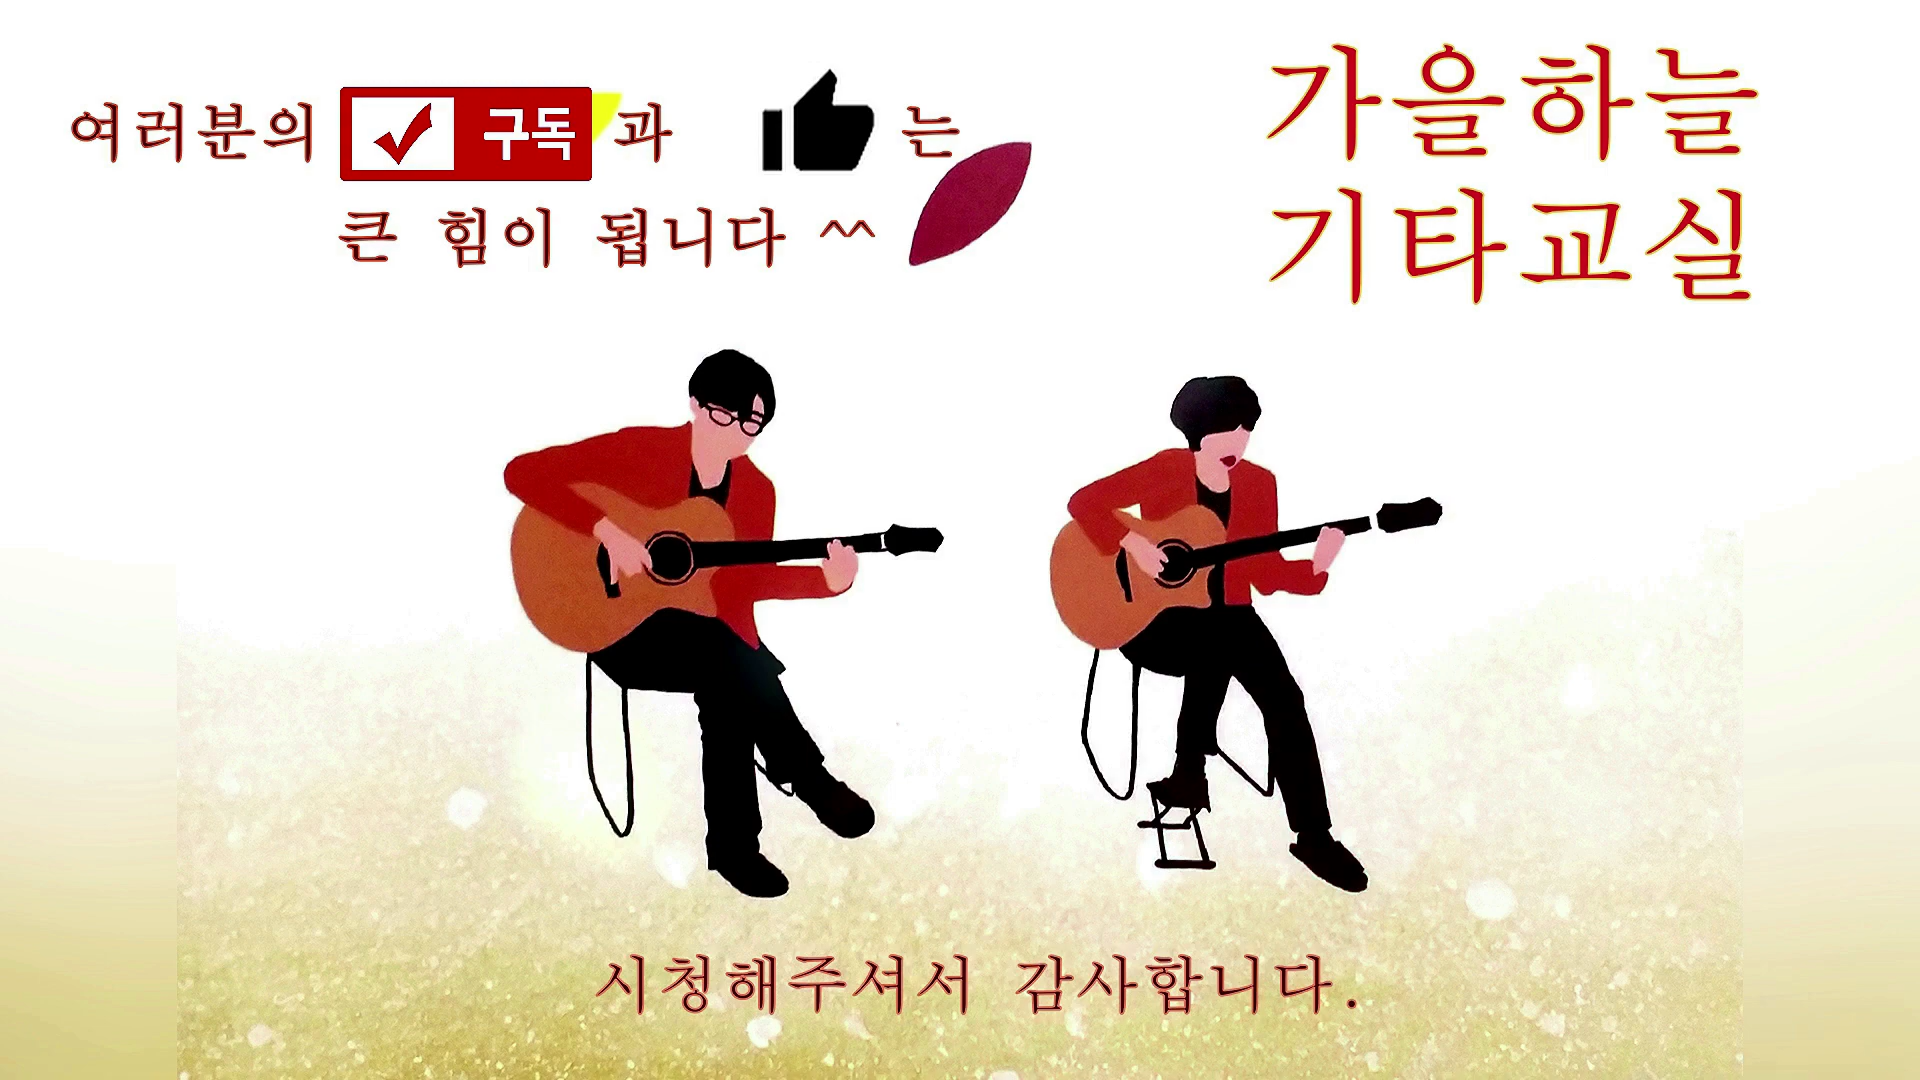 여러분의 구독과 는
큰 힘이 됩니다 ^^
가을하늘
기타교실
시청해주셔서 감사합니다.